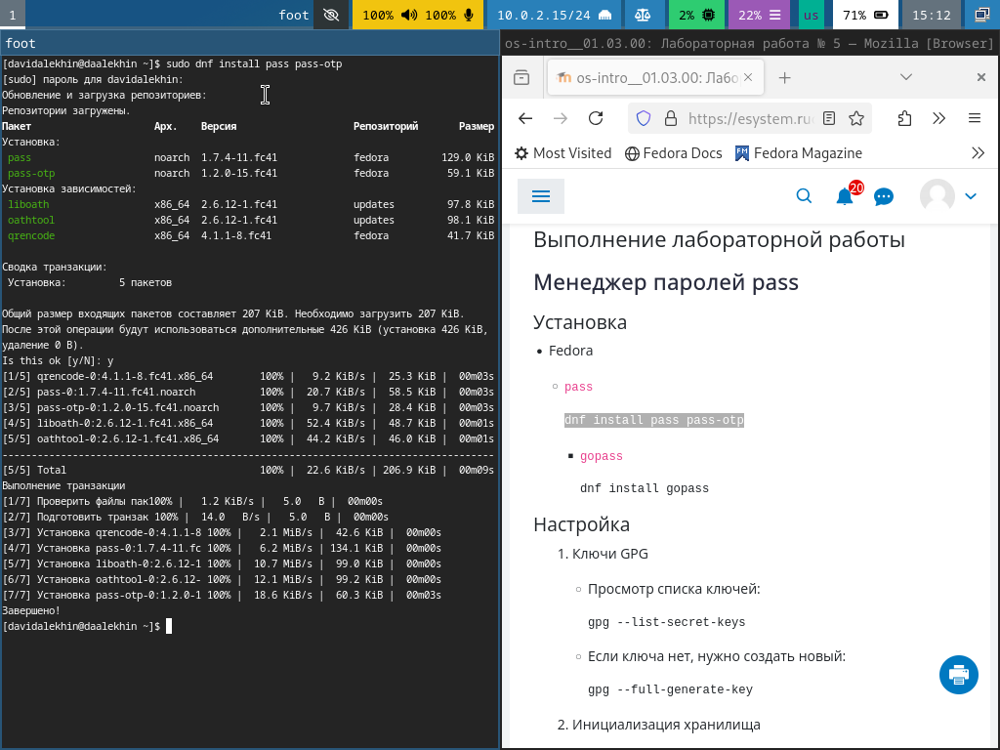 1
foot
100%
100%
10.0.2.15/24
2%
22%
us
71%
15:12
foot
[davidalekhin@daalekhin ~]$ sudo dnf install pass pass-otp
[sudo] пароль для davidalekhin:
Обновление и загрузка репозиториев:
Репозитории загружены.
Пакет Арх. Версия Репозиторий Размер
Установка:
pass noarch 1.7.4-11.fc41 fedora 129.0 KiB
pass-otp noarch 1.2.0-15.fc41 fedora 59.1 KiB
Установка зависимостей:
liboath x86_64 2.6.12-1.fc41 updates 97.8 KiB
oathtool x86_64 2.6.12-1.fc41 updates 98.1 KiB
qrencode x86_64 4.1.1-8.fc41 fedora 41.7 KiB
Сводка транзакции:
Установка: 5 пакетов
Общий размер входящих пакетов составляет 207 KiB. Необходимо загрузить 207 KiB.
После этой операции будут использоваться дополнительные 426 KiB (установка 426 KiB,
удаление 0 B).
Is this ok [y/N]: y
[1/5] qrencode-0:4.1.1-8.fc41.x86_64 100% | 9.2 KiB/s | 25.3 KiB | 00m03s
[2/5] pass-0:1.7.4-11.fc41.noarch 100% | 20.7 KiB/s | 58.5 KiB | 00m03s
[3/5] pass-otp-0:1.2.0-15.fc41.noarch 100% | 9.7 KiB/s | 28.4 KiB | 00m03s
[4/5] liboath-0:2.6.12-1.fc41.x86_64 100% | 52.4 KiB/s | 48.7 KiB | 00m01s
[5/5] oathtool-0:2.6.12-1.fc41.x86_64 100% | 44.2 KiB/s | 46.0 KiB | 00m01s
------------------------------------------------------------------------------------
[5/5] Total 100% | 22.6 KiB/s | 206.9 KiB | 00m09s
Выполнение транзакции
[1/7] Проверить файлы пак100% | 1.2 KiB/s | 5.0 B | 00m00s
[2/7] Подготовить транзак 100% | 14.0 B/s | 5.0 B | 00m00s
[3/7] Установка qrencode-0:4.1.1-8 100% | 2.1 MiB/s | 42.6 KiB | 00m00s
[4/7] Установка pass-0:1.7.4-11.fc 100% | 6.2 MiB/s | 134.1 KiB | 00m00s
[5/7] Установка liboath-0:2.6.12-1 100% | 10.7 MiB/s | 99.0 KiB | 00m00s
[6/7] Установка oathtool-0:2.6.12- 100% | 12.1 MiB/s | 99.2 KiB | 00m00s
[7/7] Установка pass-otp-0:1.2.0-1 100% | 18.6 KiB/s | 60.3 KiB | 00m03s
Завершено!
[davidalekhin@daalekhin ~]$
os-intro__01.03.00: Лабораторная работа № 5 — Mozilla [Browser]
os-intro__01.03.00: Лабо
https://esystem.ru
Most Visited
Fedora Docs
Fedora Magazine
20
Выполнение лабораторной работы
Менеджер паролей pass
Установка
• Fedora
pass
dnf install pass pass-otp
gopass
dnf install gopass
Настройка
1. Ключи GPG
Просмотр списка ключей:
gpg --list-secret-keys
Если ключа нет, нужно создать новый:
gpg --full-generate-key
2. Инициализация хранилища